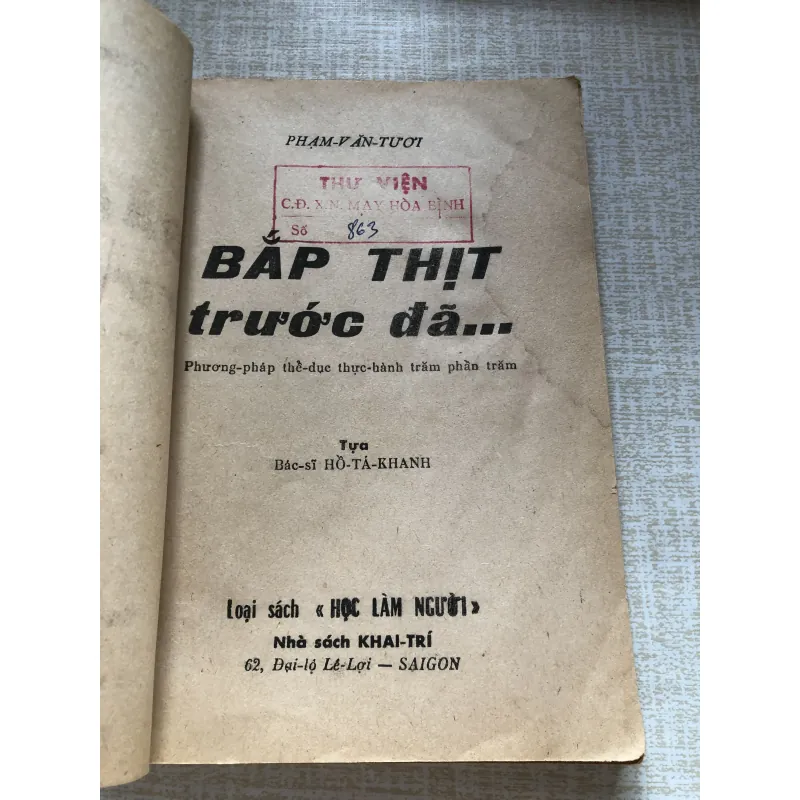 PHẠM-VĂN-TƯƠI
THƯ VIỆN
C.Đ. X.N. MAY HÒA BÌNH
Số 863
BẮP THỊT
trước đã...
Phương-pháp thể-dục thực-hành trăm phần trăm
Tựa
Bác-sĩ HỒ-TÁ-KHANH
Loại sách « HỌC LÀM NGƯỜI »
Nhà sách KHAI-TRÍ
62, Đại-lộ Lê-Lợi — SAIGON